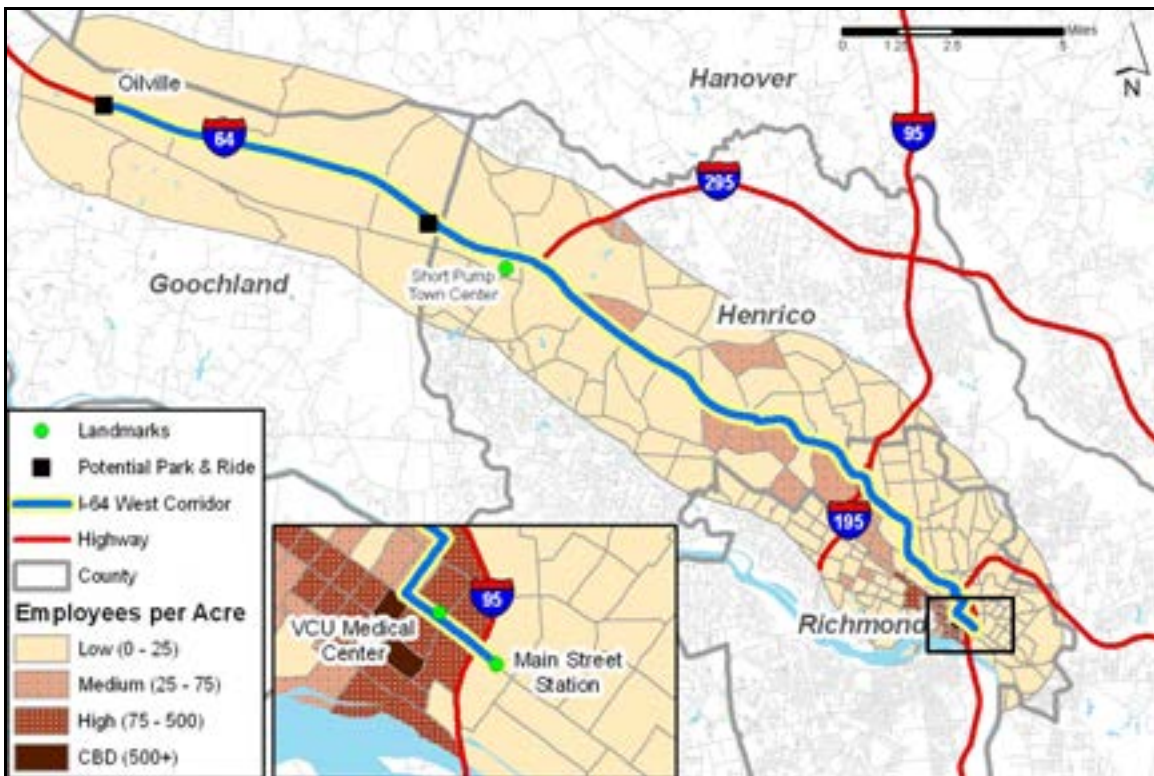 Miles
0 1.25 2.5 5
N
Hanover
95
Oilville
64
295
Short Pump
Town Center
Goochland
Henrico
195
Richmond
Landmarks
Potential Park & Ride
I-64 West Corridor
Highway
County
Employees per Acre
Low (0 - 25)
Medium (25 - 75)
High (75 - 500)
CBD (500+)
95
VCU Medical
Center
Main Street
Station